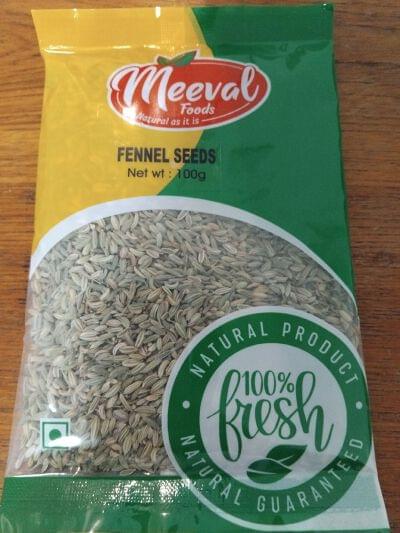 Meeval
Foods
Natural as it is
FENNEL SEEDS
Net wt : 100g
NATURAL PRODUCT
100%
fresh
NATURAL GUARANTEED